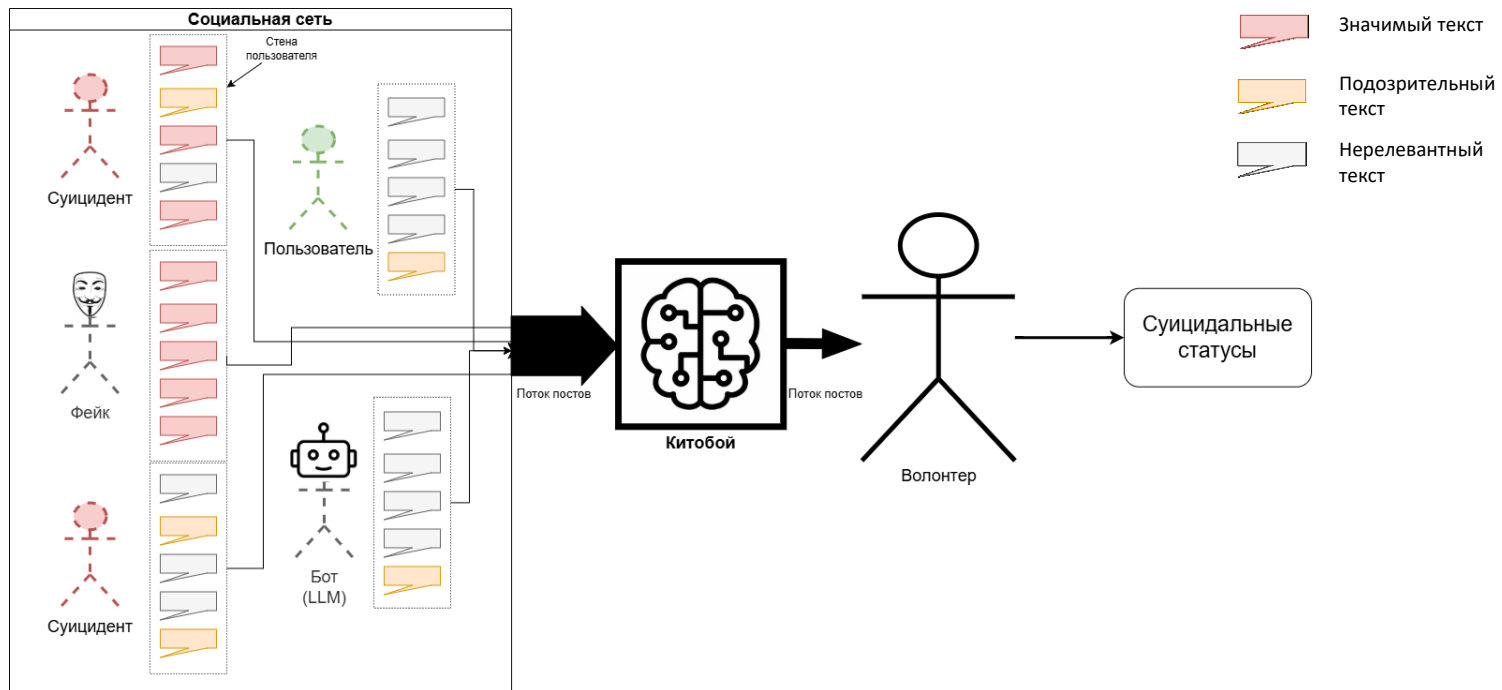 Социальная сеть
Стена
пользователя
Суицидент
Пользователь
Фейк
Бот
(LLM)
Суицидент
Поток постов
Китобой
Поток постов
Волонтер
Суицидальные
статусы
Значимый текст
Подозрительный
текст
Нерелевантный
текст